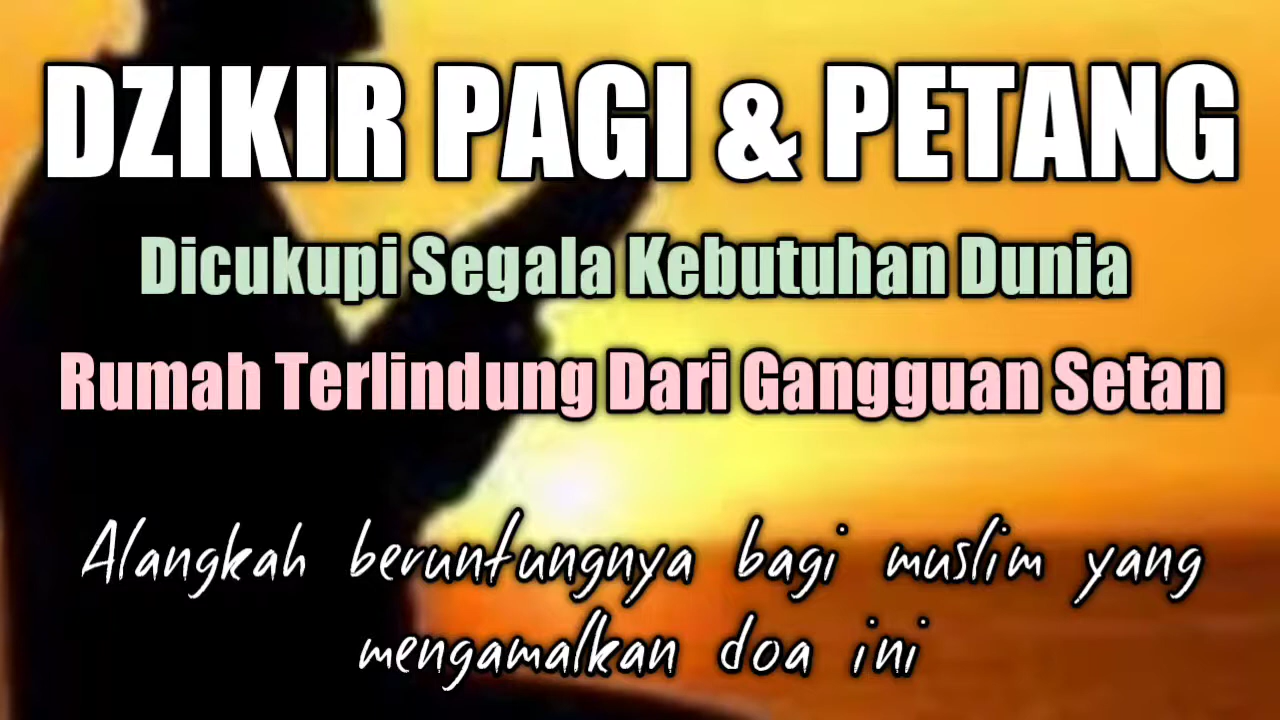 DZIKIR PAGI & PETANG
Dicukupi Segala Kebutuhan Dunia
Rumah Terlindung Dari Gangguan Setan
Alangkah beruntungnya bagi muslim yang
mengamalkan doa ini